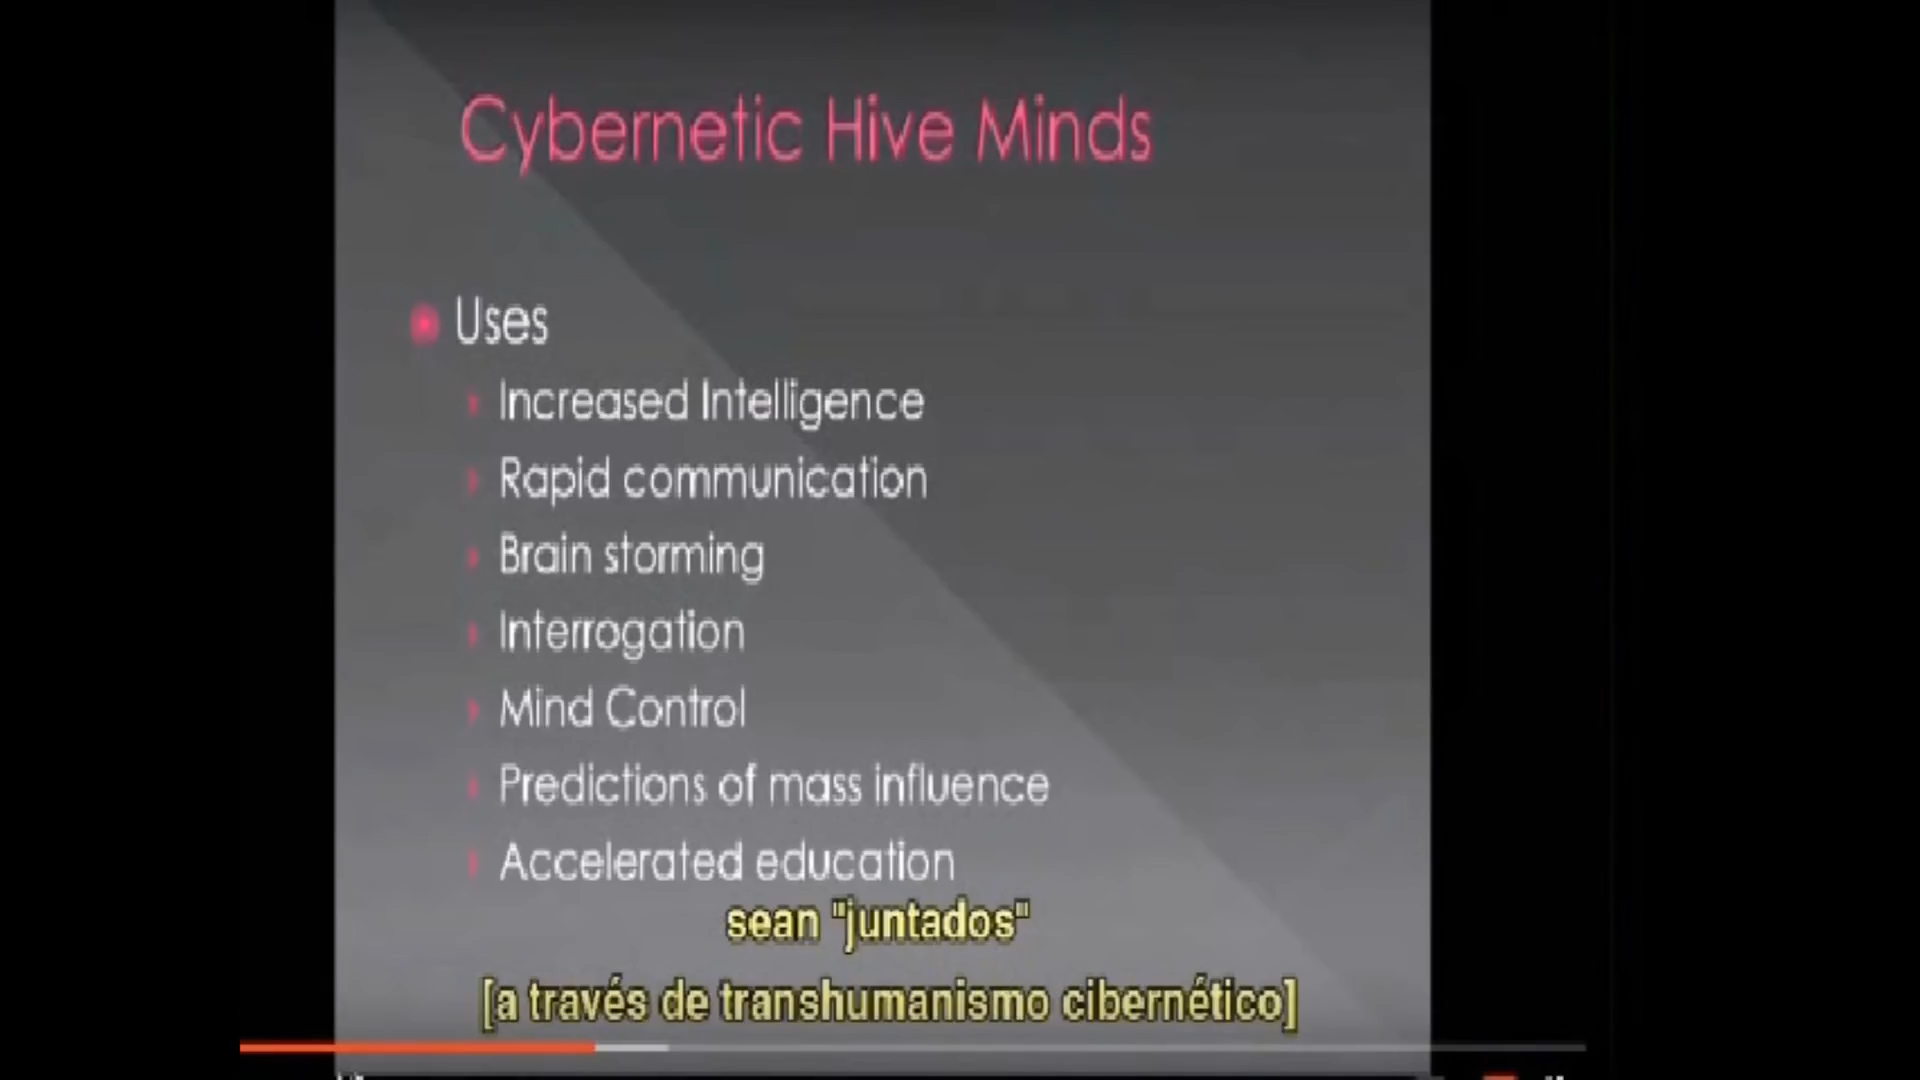 Cybernetic Hive Minds
Uses
Increased Intelligence
Rapid communication
Brain storming
Interrogation
Mind Control
Predictions of mass influence
Accelerated education
sean "juntados"
[a través de transhumanismo cibernético]